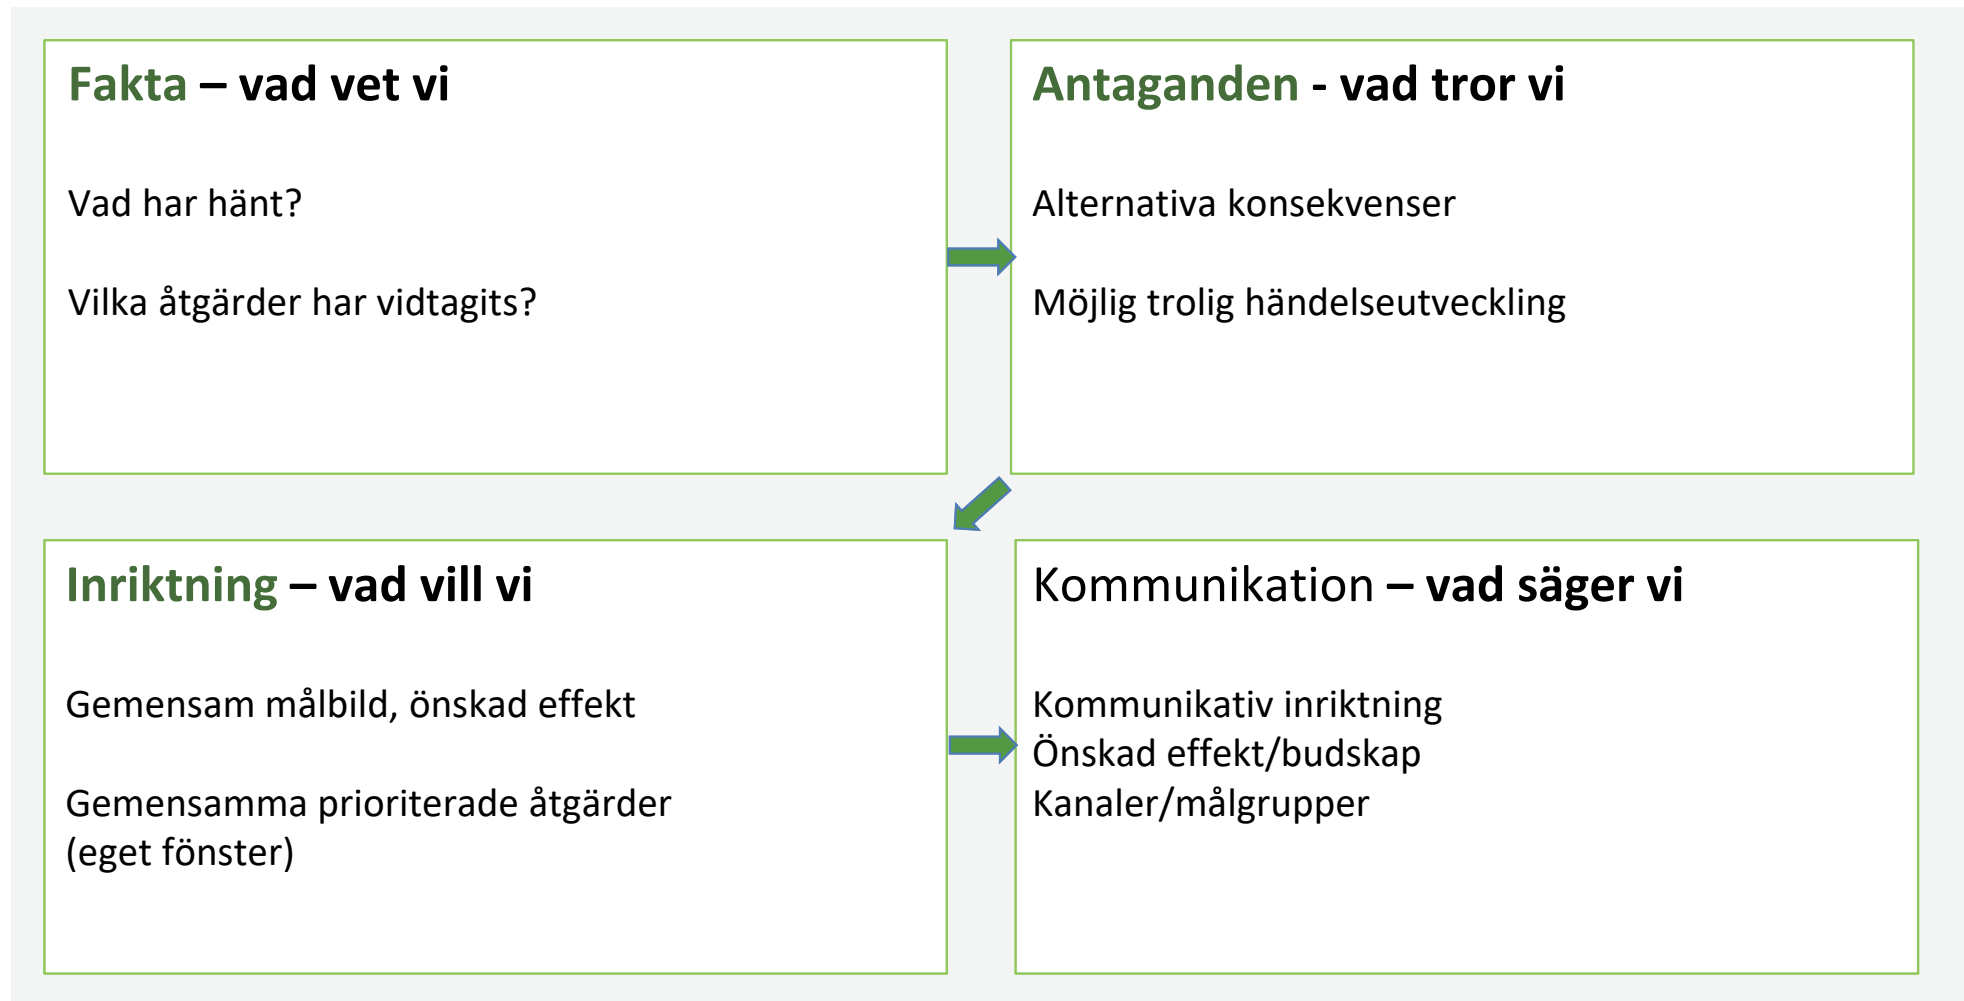 Fakta – vad vet vi
Vad har hänt?
Vilka åtgärder har vidtagits?
Antaganden - vad tror vi
Alternativa konsekvenser
Möjlig trolig händelseutveckling
Inriktning – vad vill vi
Gemensam målbild, önskad effekt
Gemensamma prioriterade åtgärder
(eget fönster)
Kommunikation – vad säger vi
Kommunikativ inriktning
Önskad effekt/budskap
Kanaler/målgrupper